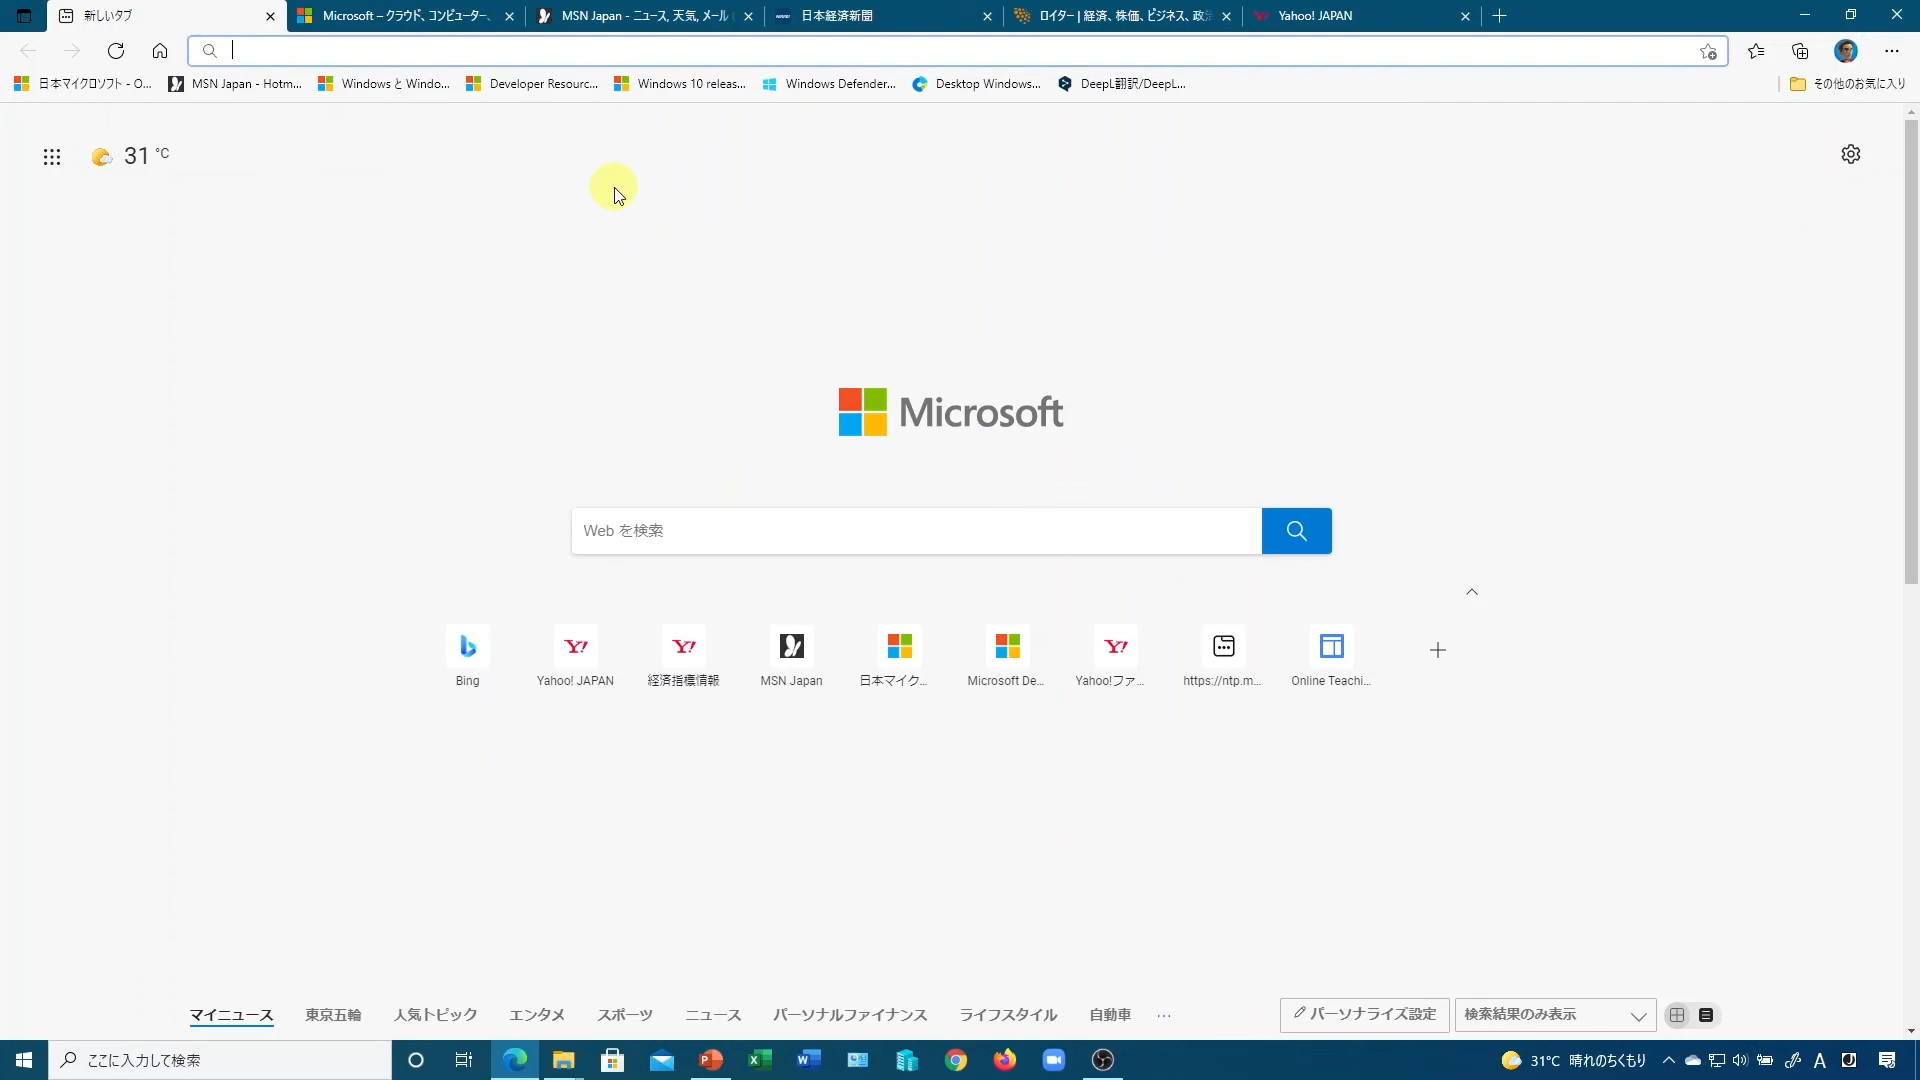 新しいタブ
Microsoft – クラウド、コンピューター、
MSN Japan - ニュース, 天気, メール
日本経済新聞
ロイター | 経済、株価、ビジネス、政治
Yahoo! JAPAN
日本マイクロソフト - O...
MSN Japan - Hotm...
Windows と Windo...
Developer Resourc...
Windows 10 releas...
Windows Defender...
Desktop Windows...
DeepL翻訳/DeepL...
その他のお気に入り
31 °C
Microsoft
Web を検索
Bing
Yahoo! JAPAN
経済指標情報
MSN Japan
日本マイク...
Microsoft De...
Yahoo!ファ...
https://ntp.m...
Online Teachi...
マイニュース
東京五輪
人気トピック
エンタメ
スポーツ
ニュース
パーソナルファイナンス
ライフスタイル
自動車
...
パーソナライズ設定
検索結果のみ表示
ここに入力して検索
31°C 晴れのちくもり
A